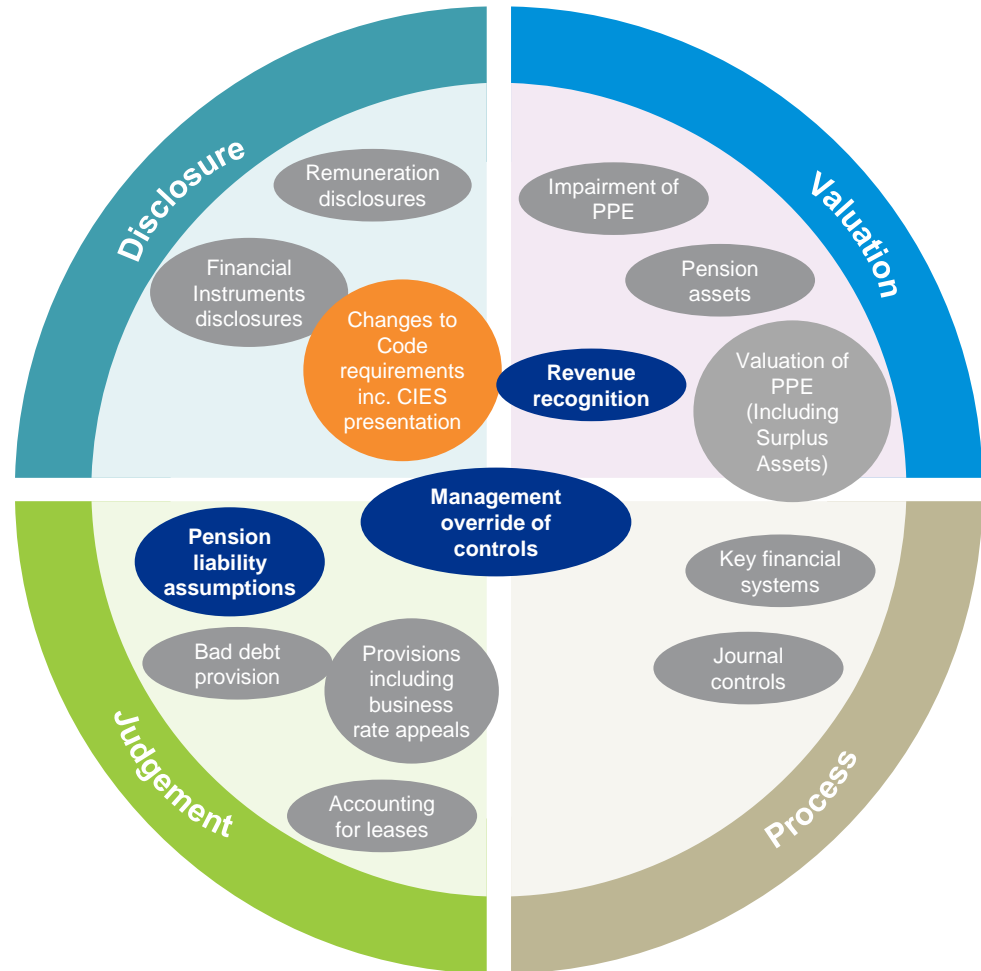 Disclosure
Remuneration
disclosures
Financial
Instruments
disclosures
Changes to
Code
requirements
inc. CIES
presentation
Valuation
Impairment of
PPE
Pension
assets
Revenue
recognition
Valuation of
PPE
(Including
Surplus
Assets)
Management
override of
controls
Judgement
Pension
liability
assumptions
Bad debt
provision
Provisions
including
business
rate appeals
Accounting
for leases
Process
Key financial
systems
Journal
controls